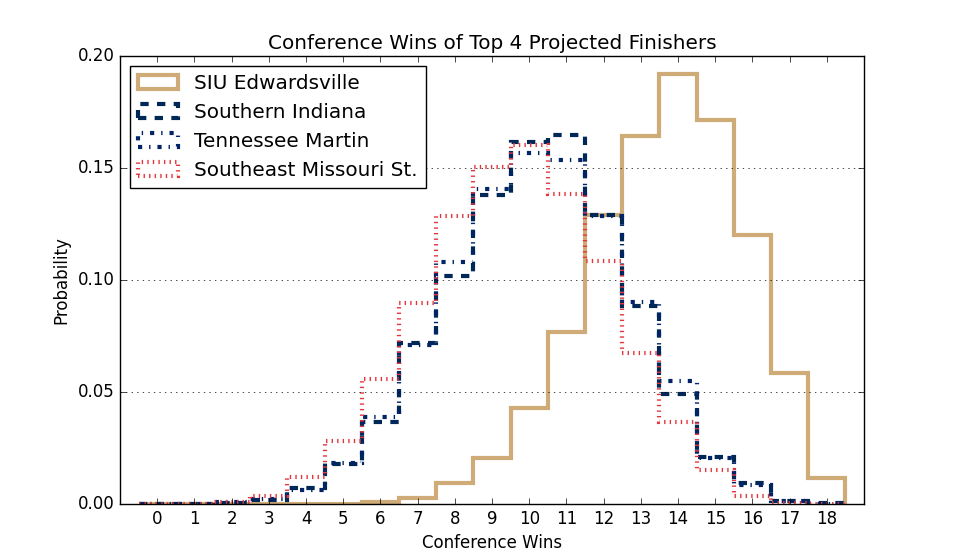 Conference Wins of Top 4 Projected Finishers
SIU Edwardsville
Southern Indiana
Tennessee Martin
Southeast Missouri St.
0.20
0.15
0.10
0.05
0.00
Probability
0 1 2 3 4 5 6 7 8 9 10 11 12 13 14 15 16 17 18
Conference Wins